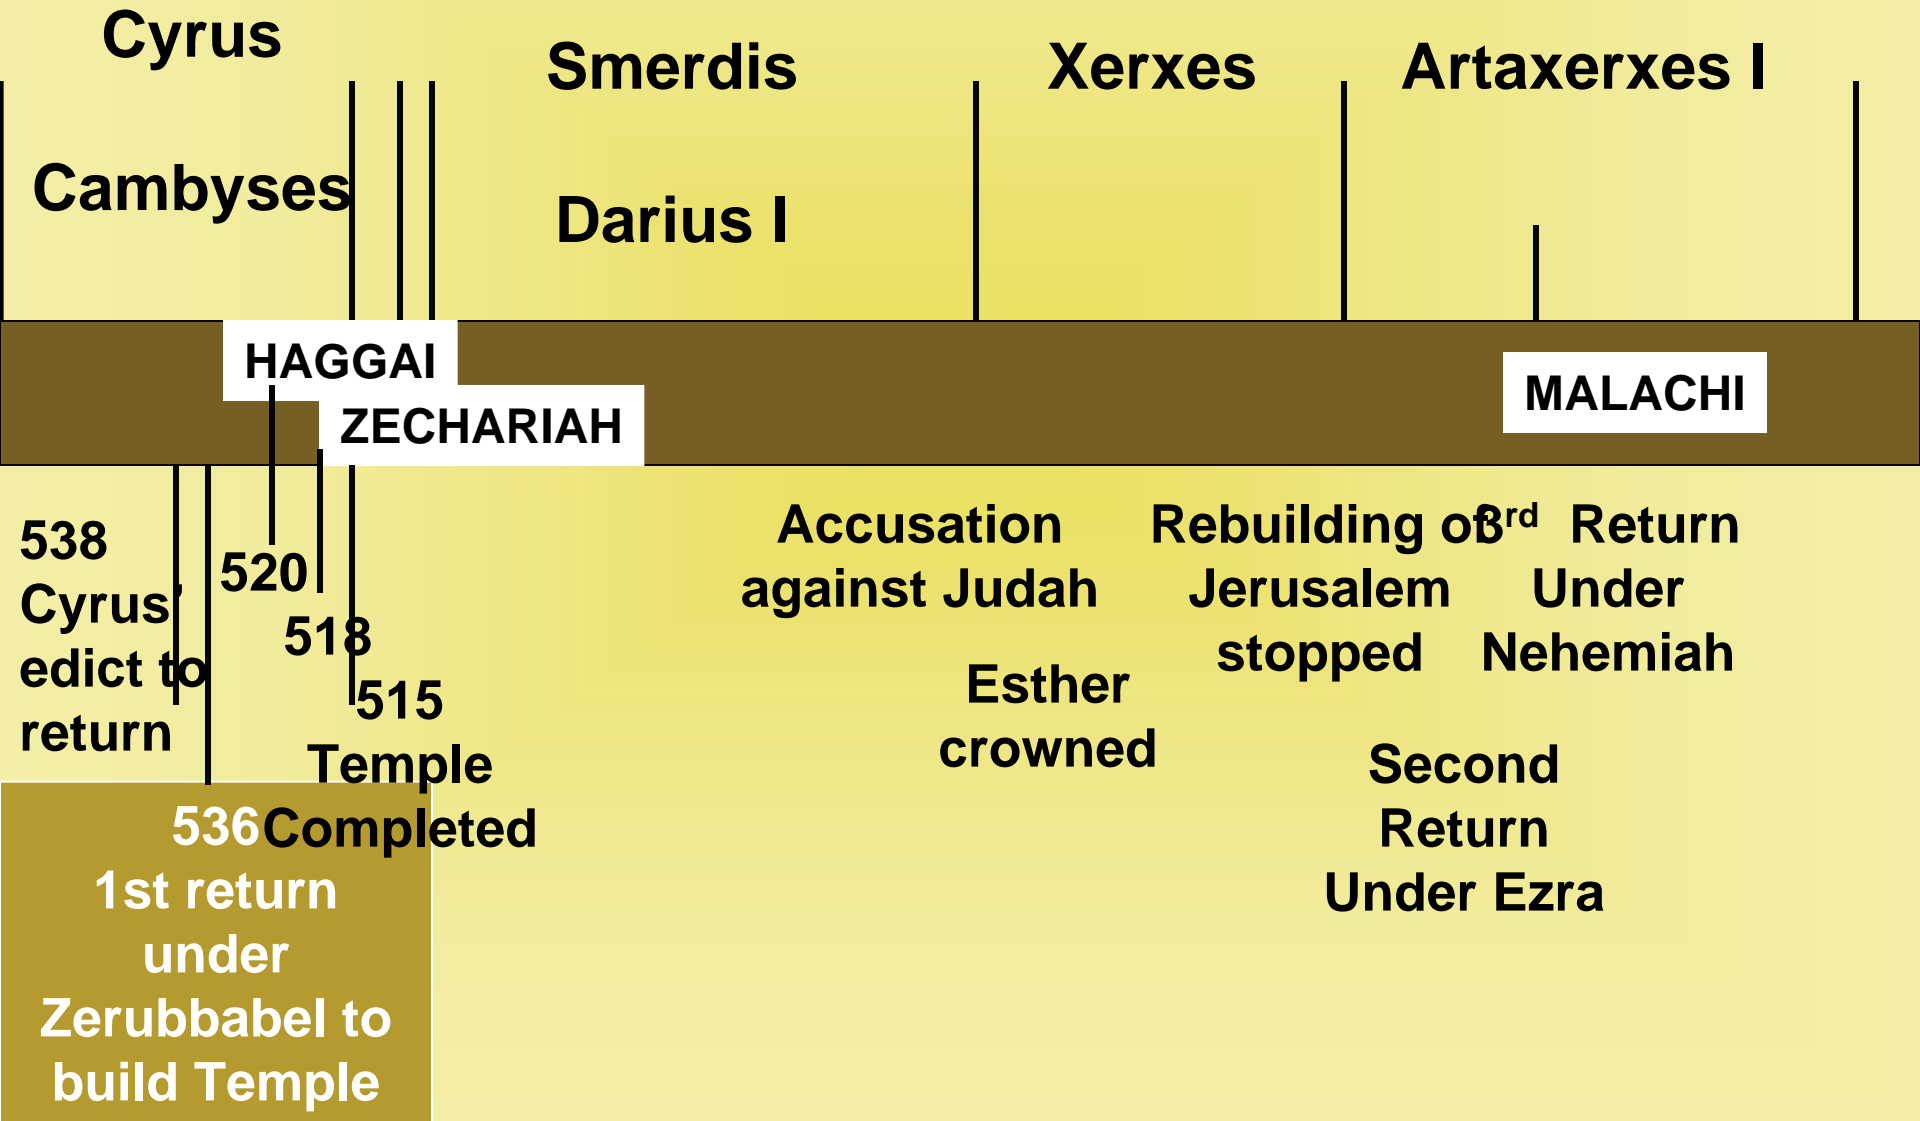 Cyrus
Cambyses
Smerdis
Darius I
Xerxes
Artaxerxes I
HAGGAI
ZECHARIAH
MALACHI
538
Cyrus'
edict to
return
520
518
515
Temple
Completed
536
1st return
under
Zerubbabel to
build Temple
Accusation
against Judah
Esther
crowned
Rebuilding of
Jerusalem
stopped
Second
Return
Under Ezra
3rd Return
Under
Nehemiah